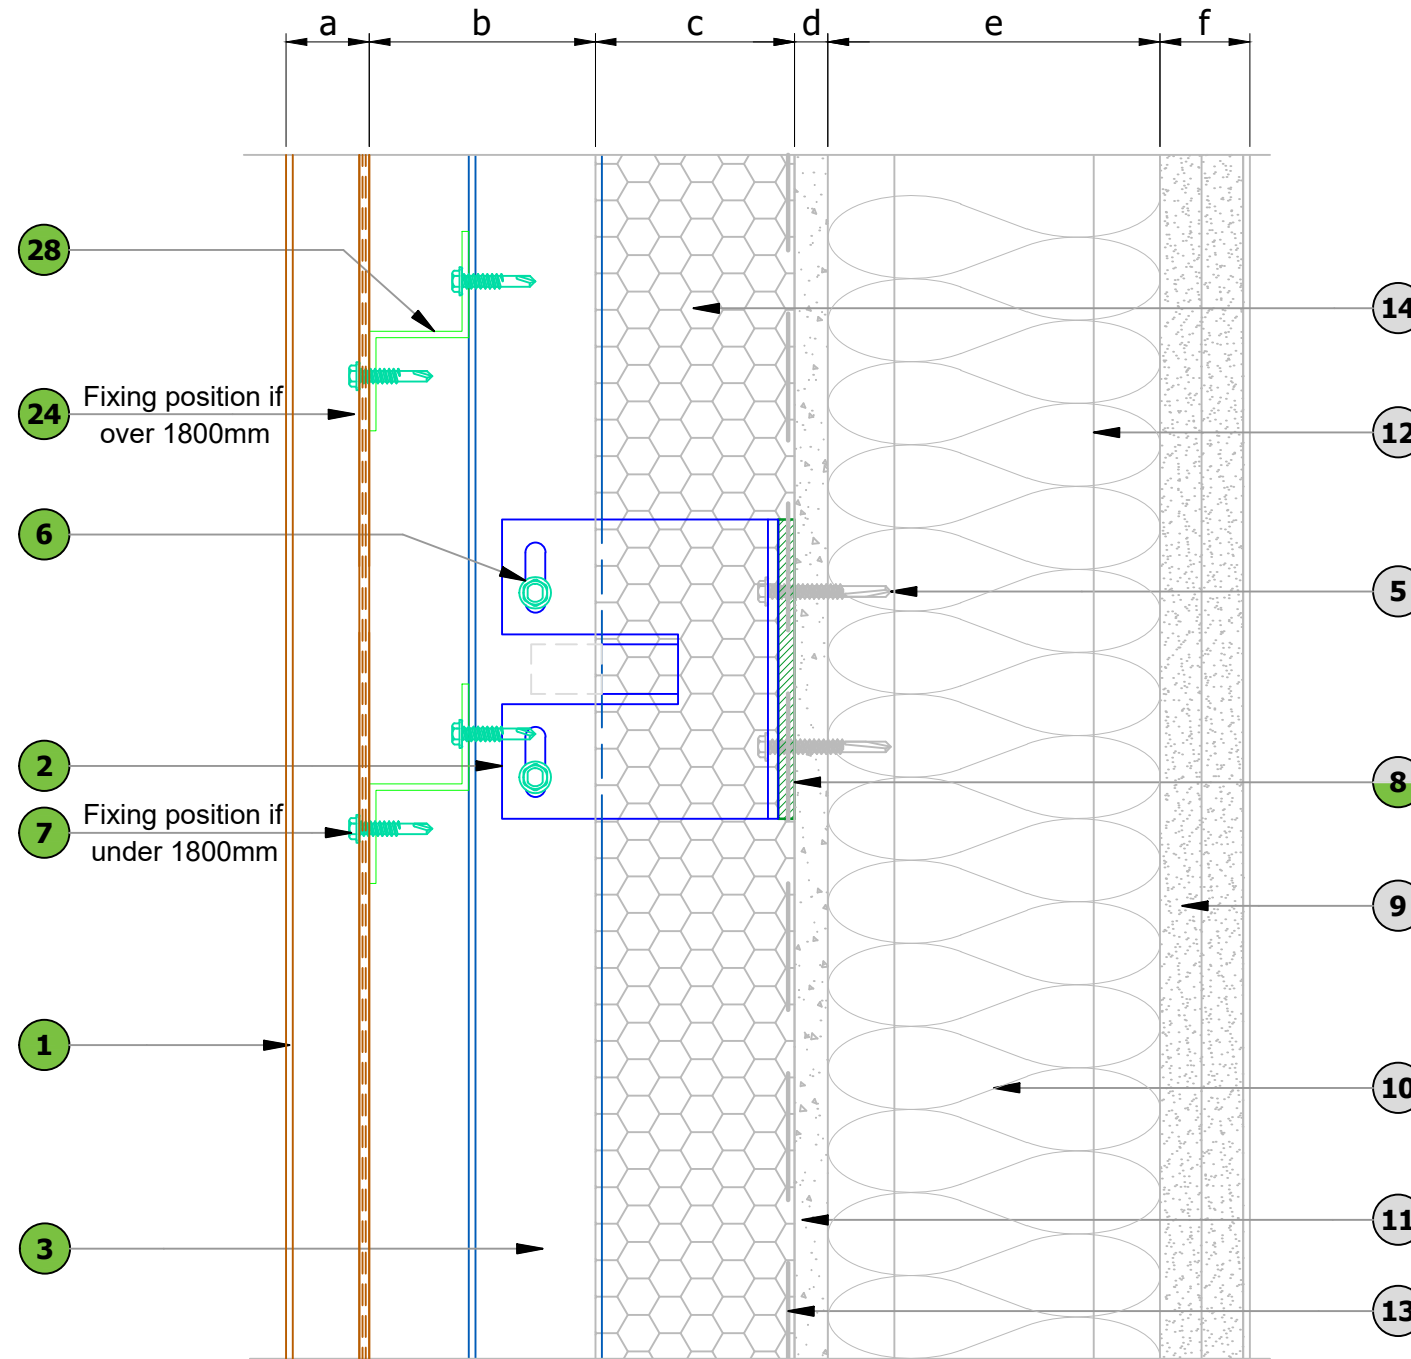 a b c d e f
28
14
24 Fixing position if
over 1800mm
12
6
5
2
8
7 Fixing position if
under 1800mm
9
1
10
11
3
13